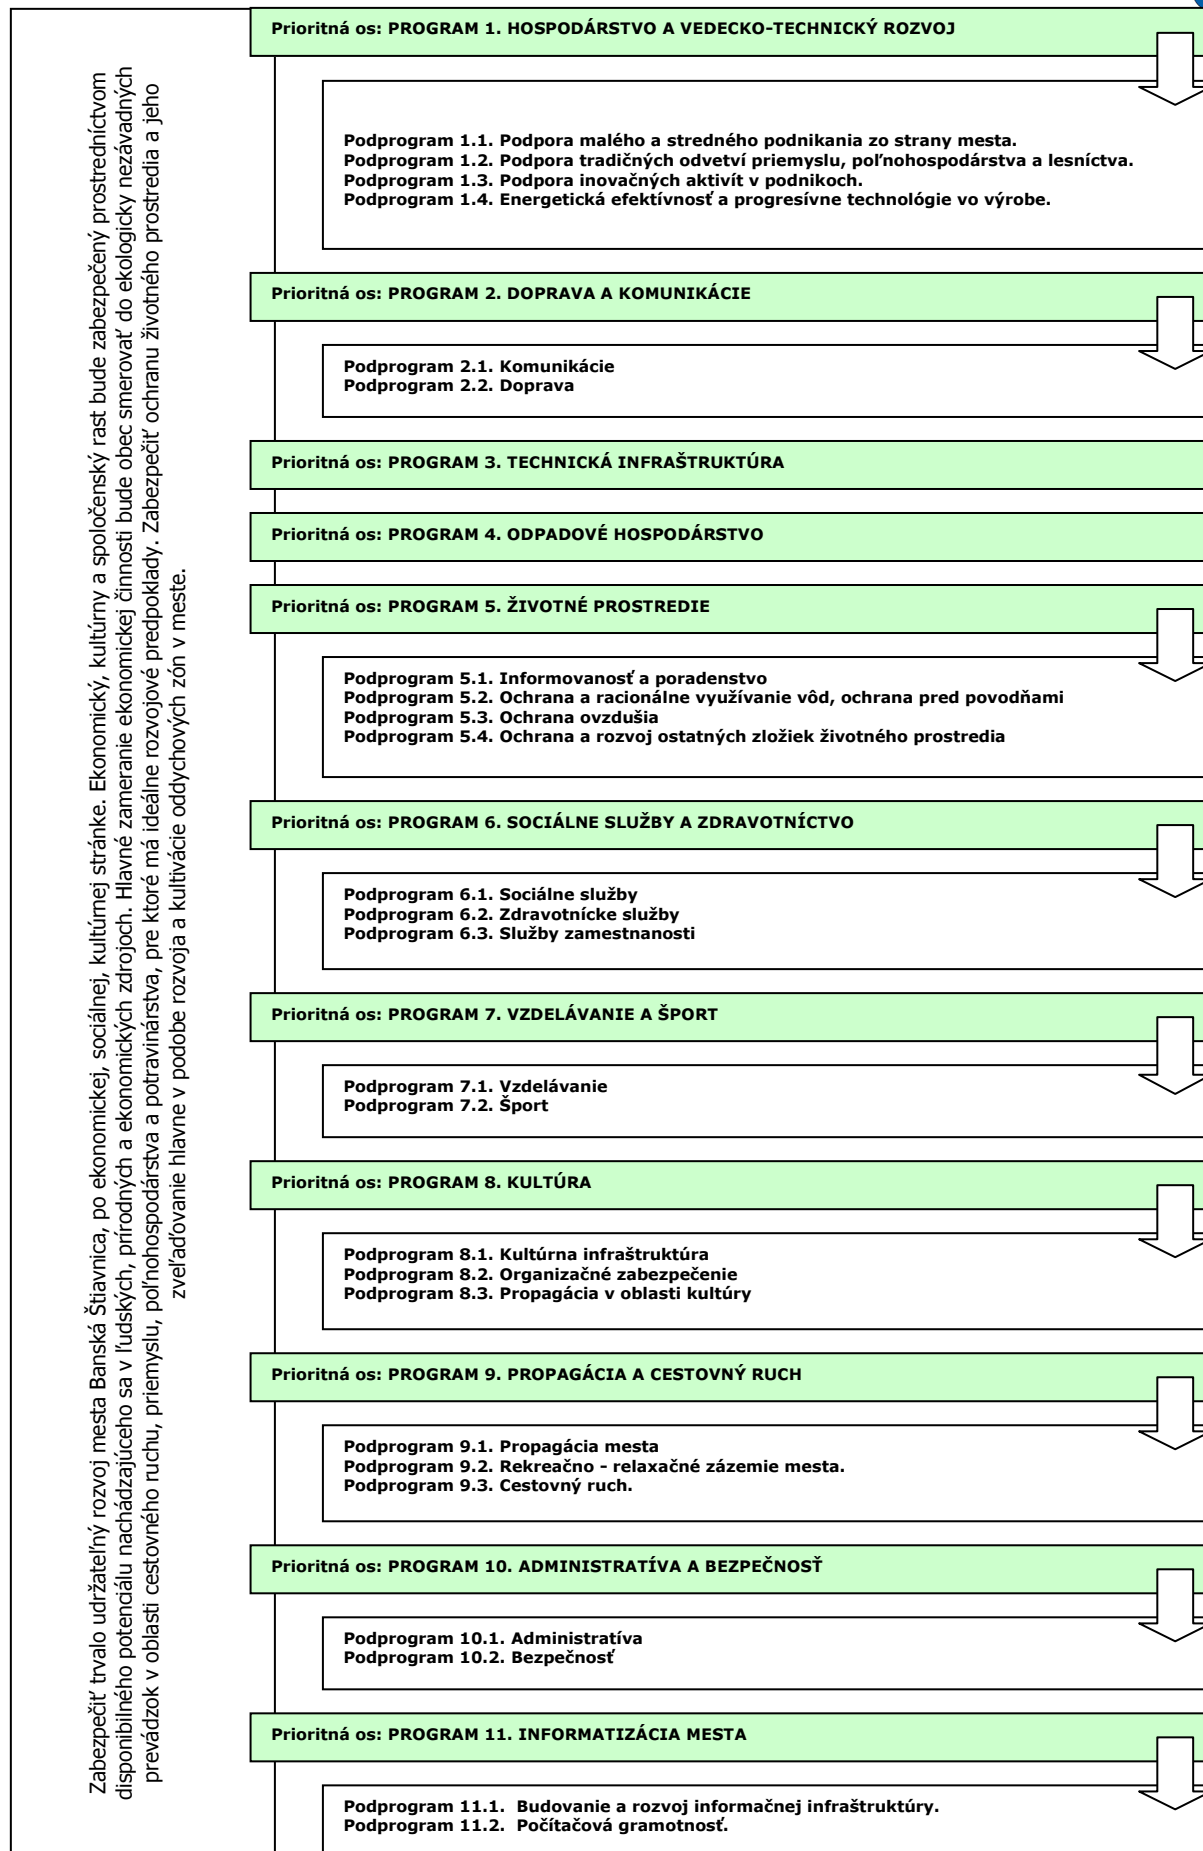 Zabezpečiť trvalo udržateľný rozvoj mesta Banská Štiavnica, po ekonomickej, sociálnej, kultúrnej stránke. Ekonomický, kultúrny a spoločenský rast bude zabezpečený prostredníctvom
disponibilného potenciálu nachádzajúceho sa v ľudských, prírodných a ekonomických zdrojoch. Hlavné zameranie ekonomickej činnosti bude obec smerovať do ekologicky nezávadných
prevádzok v oblasti cestovného ruchu, priemyslu, poľnohospodárstva a potravinárstva, pre ktoré má ideálne rozvojové predpoklady. Zabezpečiť ochranu životného prostredia a jeho
zveľaďovanie hlavne v podobe rozvoja a kultivácie oddychových zón v meste.
Prioritná os: PROGRAM 1. HOSPODÁRSTVO A VEDECKO-TECHNICKÝ ROZVOJ
Podprogram 1.1. Podpora malého a stredného podnikania zo strany mesta.
Podprogram 1.2. Podpora tradičných odvetví priemyslu, poľnohospodárstva a lesníctva.
Podprogram 1.3. Podpora inovačných aktivít v podnikoch.
Podprogram 1.4. Energetická efektívnosť a progresívne technológie vo výrobe.
Prioritná os: PROGRAM 2. DOPRAVA A KOMUNIKÁCIE
Podprogram 2.1. Komunikácie
Podprogram 2.2. Doprava
Prioritná os: PROGRAM 3. TECHNICKÁ INFRAŠTRUKTÚRA
Prioritná os: PROGRAM 4. ODPADOVÉ HOSPODÁRSTVO
Prioritná os: PROGRAM 5. ŽIVOTNÉ PROSTREDIE
Podprogram 5.1. Informovanosť a poradenstvo
Podprogram 5.2. Ochrana a racionálne využívanie vôd, ochrana pred povodňami
Podprogram 5.3. Ochrana ovzdušia
Podprogram 5.4. Ochrana a rozvoj ostatných zložiek životného prostredia
Prioritná os: PROGRAM 6. SOCIÁLNE SLUŽBY A ZDRAVOTNÍCTVO
Podprogram 6.1. Sociálne služby
Podprogram 6.2. Zdravotnícke služby
Podprogram 6.3. Služby zamestnanosti
Prioritná os: PROGRAM 7. VZDELÁVANIE A ŠPORT
Podprogram 7.1. Vzdelávanie
Podprogram 7.2. Šport
Prioritná os: PROGRAM 8. KULTÚRA
Podprogram 8.1. Kultúrna infraštruktúra
Podprogram 8.2. Organizačné zabezpečenie
Podprogram 8.3. Propagácia v oblasti kultúry
Prioritná os: PROGRAM 9. PROPAGÁCIA A CESTOVNÝ RUCH
Podprogram 9.1. Propagácia mesta
Podprogram 9.2. Rekreačno - relaxačné zázemie mesta.
Podprogram 9.3. Cestovný ruch.
Prioritná os: PROGRAM 10. ADMINISTRATÍVA A BEZPEČNOSŤ
Podprogram 10.1. Administratíva
Podprogram 10.2. Bezpečnosť
Prioritná os: PROGRAM 11. INFORMATIZÁCIA MESTA
Podprogram 11.1. Budovanie a rozvoj informačnej infraštruktúry.
Podprogram 11.2. Počítačová gramotnosť.